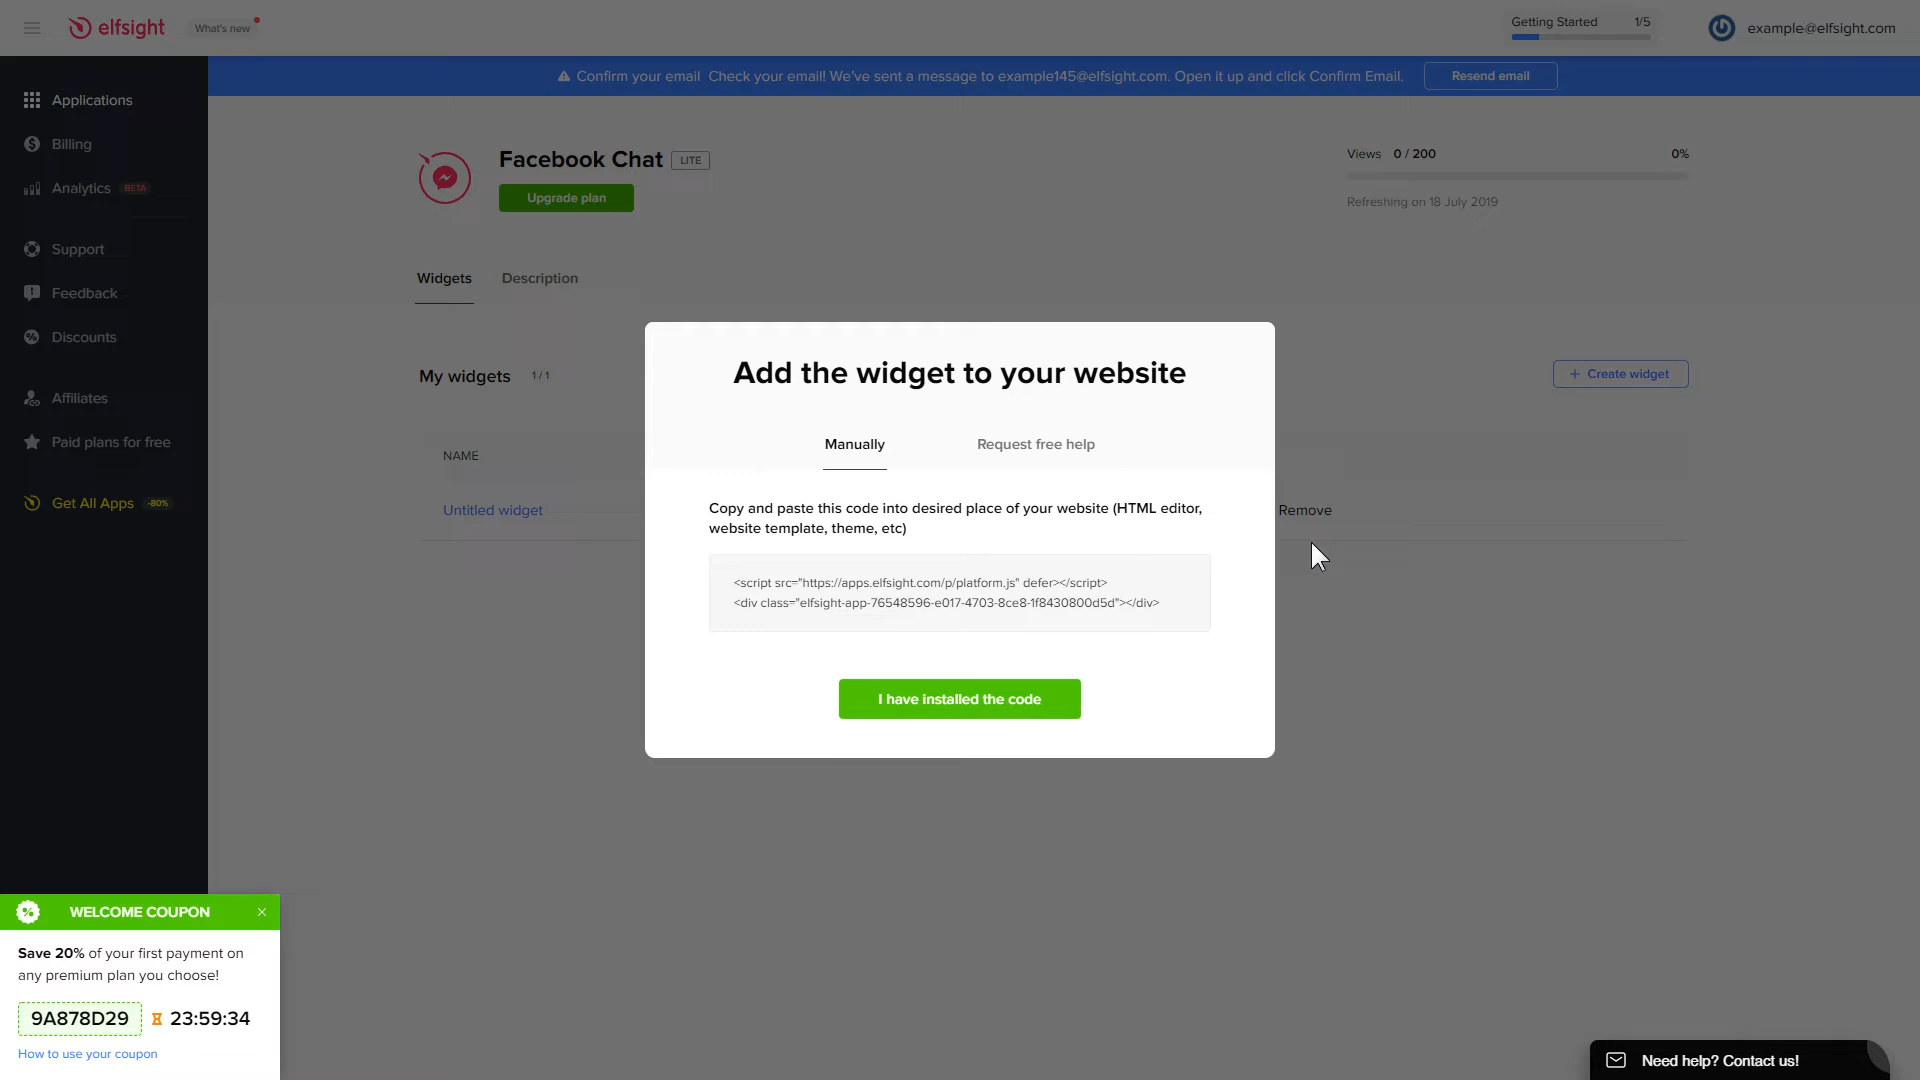 elfsight
What's new
Getting Started 1/5
example@elfsight.com
Confirm your email Check your email! We've sent a message to example145@elfsight.com. Open it up and click Confirm Email.
Resend email
Applications
Billing
Analytics BETA
Support
Feedback
Discounts
Affiliates
Paid plans for free
Get All Apps -80%
Facebook Chat LITE
Upgrade plan
Views 0 / 200 0%
Refreshing on 18 July 2019
Widgets Description
My widgets 1 / 1
+ Create widget
NAME
Untitled widget
Remove
Add the widget to your website
Manually Request free help
Copy and paste this code into desired place of your website (HTML editor,
website template, theme, etc)
<script src="https://apps.elfsight.com/p/platform.js" defer></script>
<div class="elfsight-app-76548596-e017-4703-8ce8-1f8430800d5d"></div>
I have installed the code
WELCOME COUPON
Save 20% of your first payment on
any premium plan you choose!
9A878D29 23:59:34
How to use your coupon
Need help? Contact us!